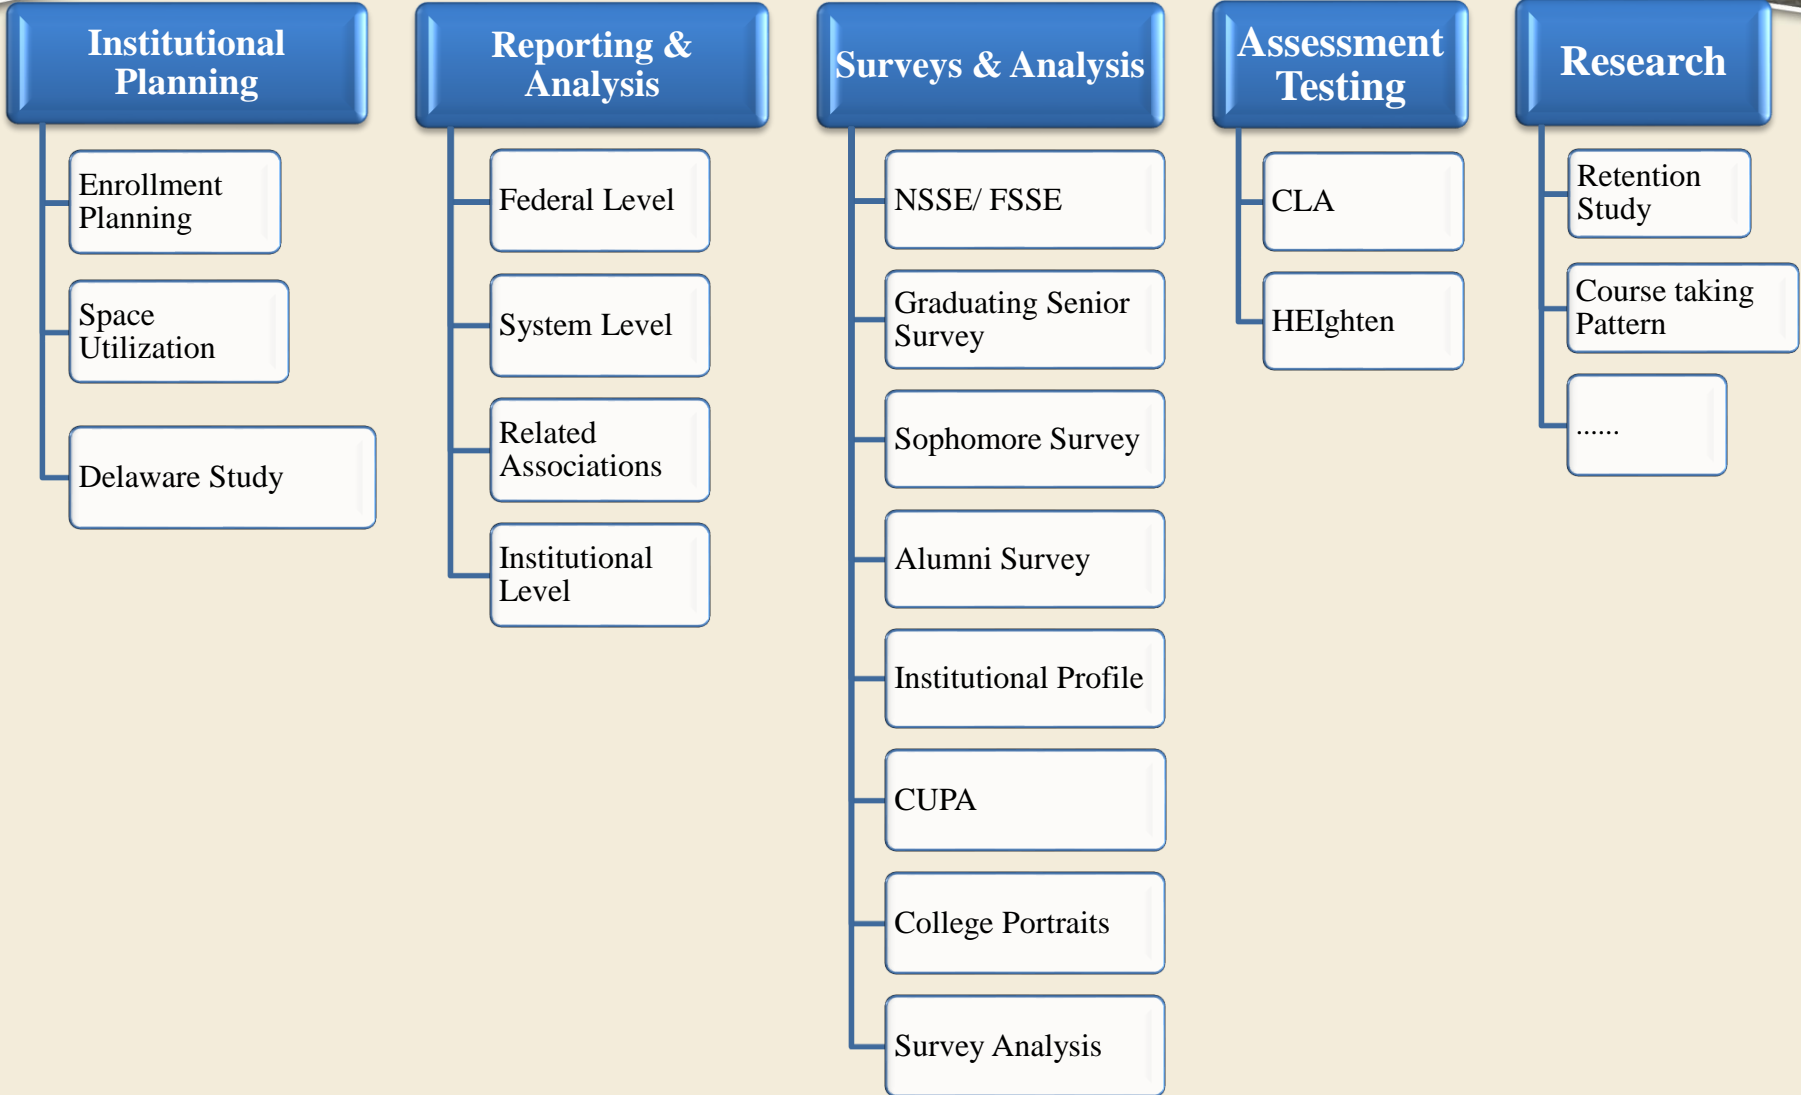 Institutional
Planning
Enrollment
Planning
Space
Utilization
Delaware Study
Reporting &
Analysis
Federal Level
System Level
Related
Associations
Institutional
Level
Surveys & Analysis
NSSE/ FSSE
Graduating Senior
Survey
Sophomore Survey
Alumni Survey
Institutional Profile
CUPA
College Portraits
Survey Analysis
Assessment
Testing
CLA
HEIghten
Research
Retention
Study
Course taking
Pattern
......